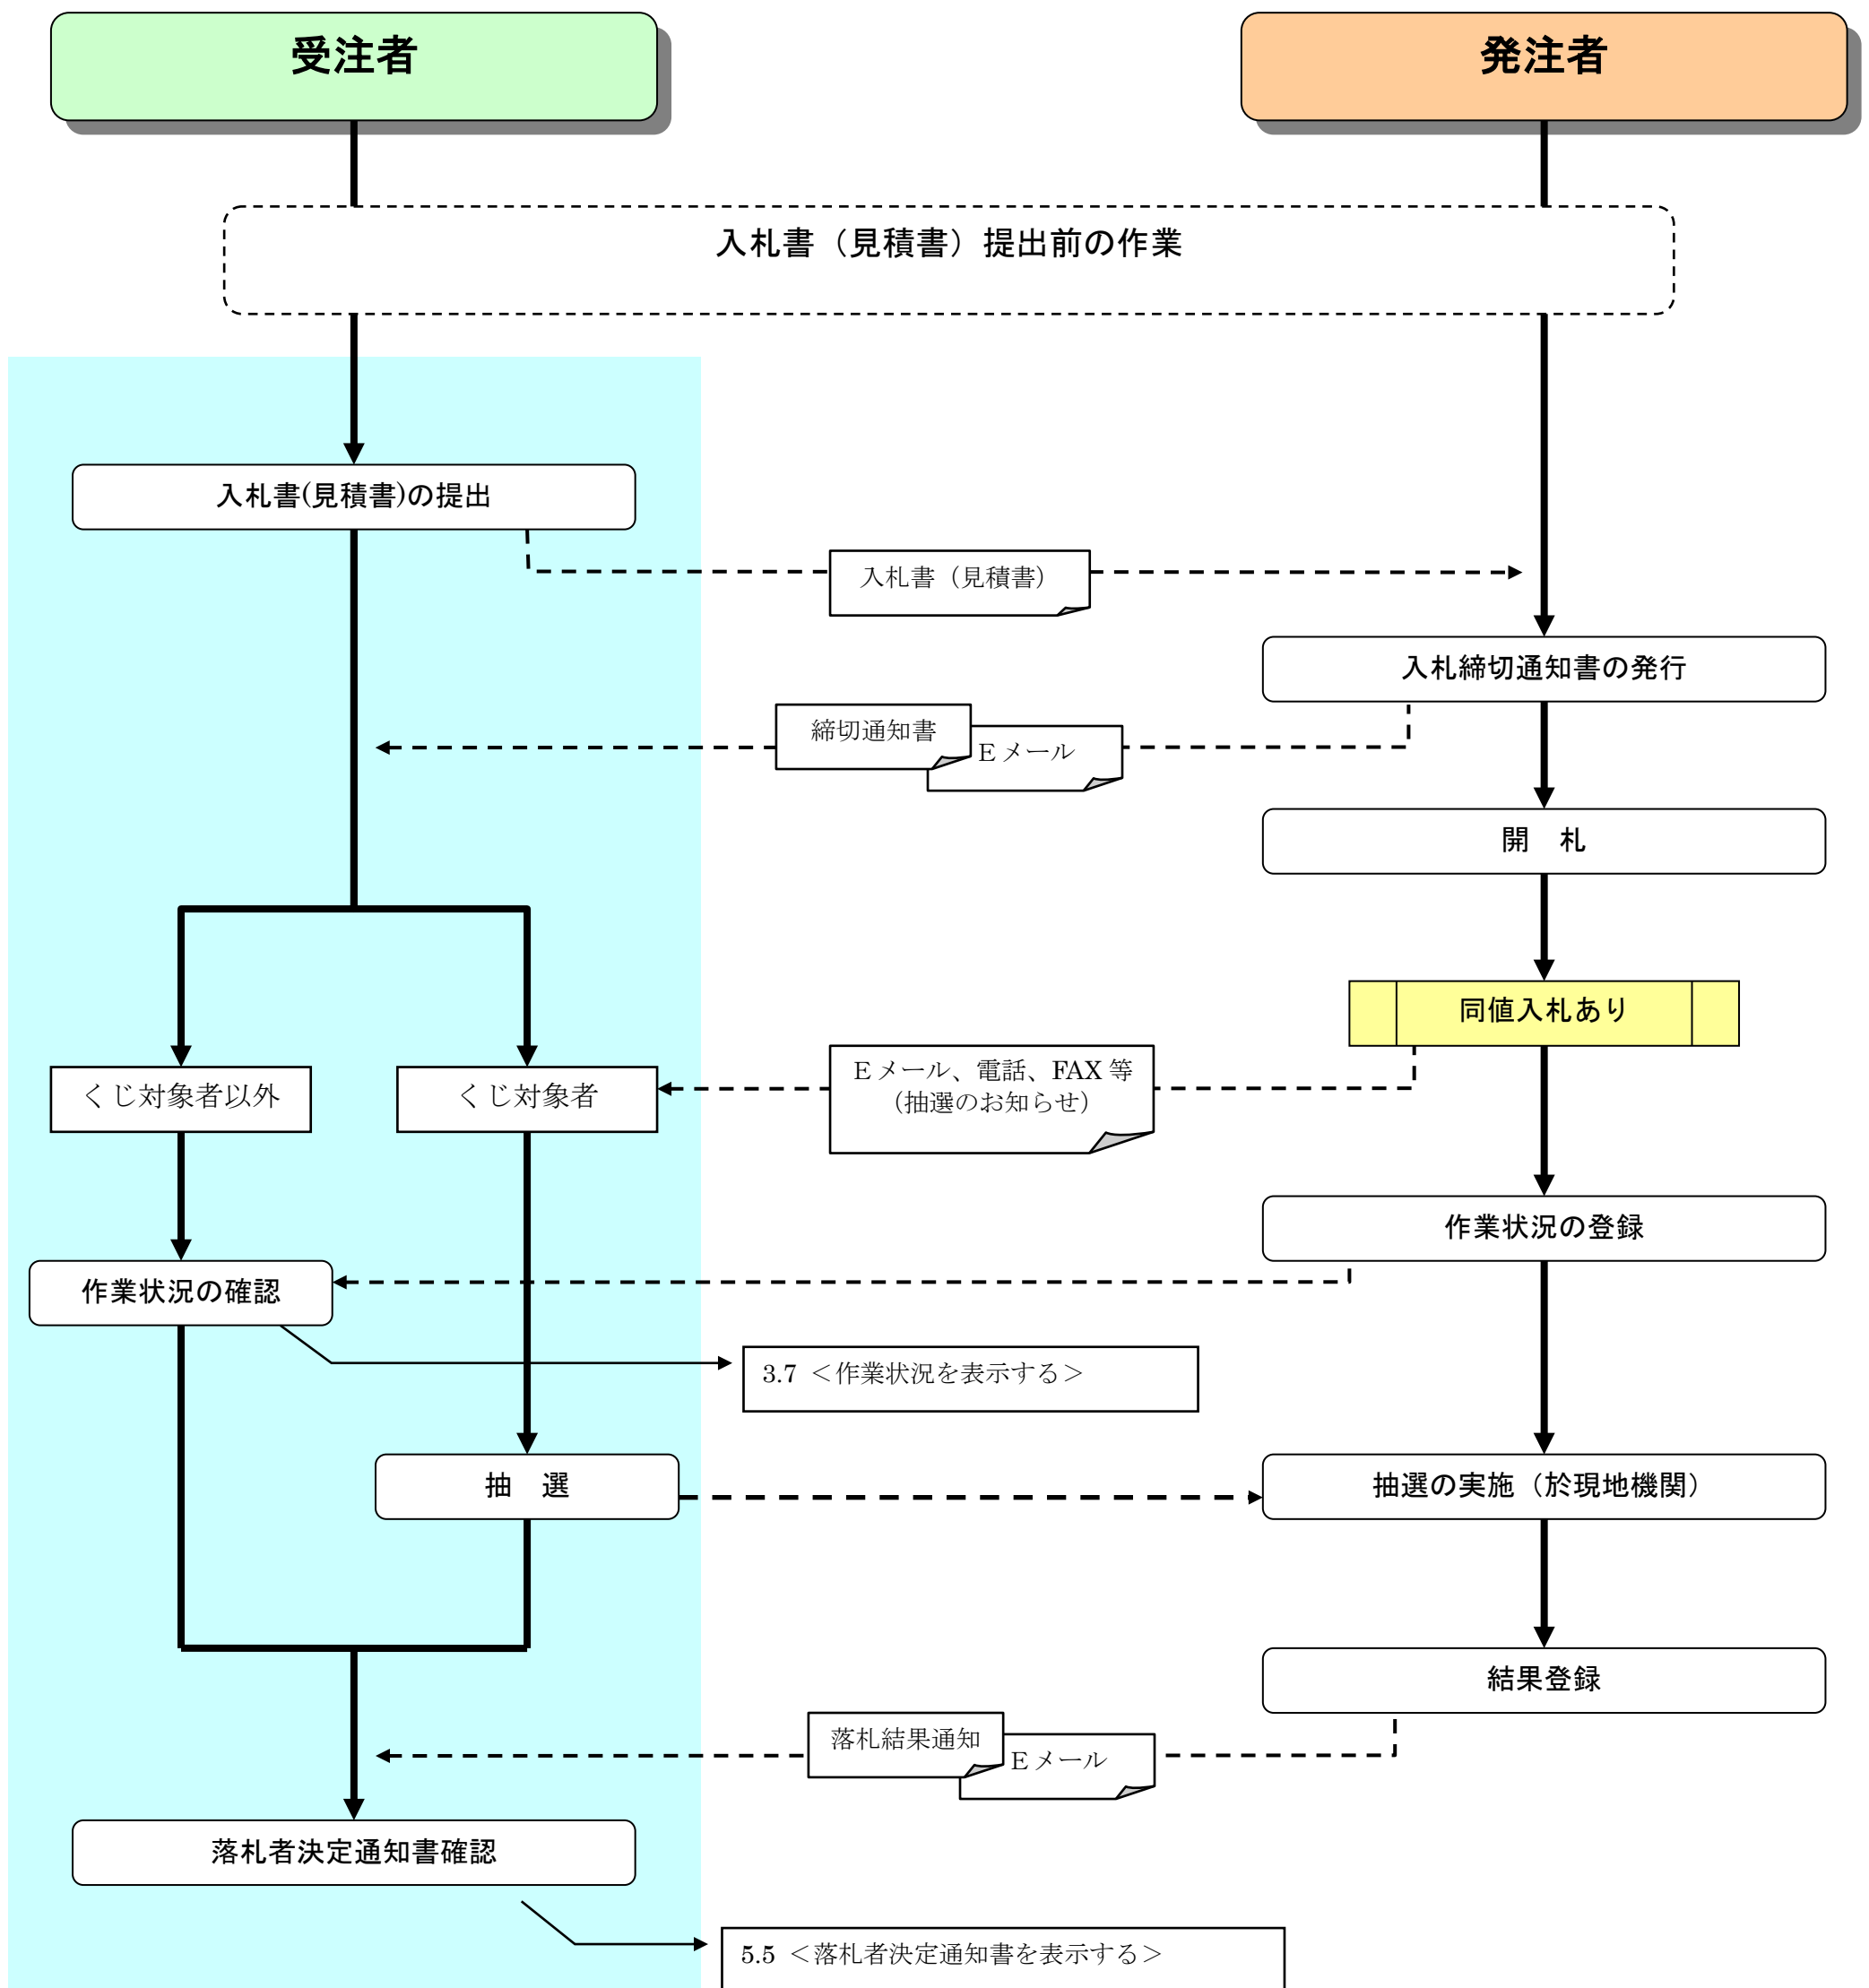 受注者
発注者
入札書（見積書）提出前の作業
入札書(見積書)の提出
入札書（見積書）
入札締切通知書の発行
締切通知書
Ｅメール
開　札
同値入札あり
Ｅメール、電話、FAX 等
（抽選のお知らせ）
くじ対象者以外
くじ対象者
作業状況の登録
作業状況の確認
3.7 ＜作業状況を表示する＞
抽　選
抽選の実施（於現地機関）
結果登録
落札結果通知
Ｅメール
落札者決定通知書確認
5.5 ＜落札者決定通知書を表示する＞